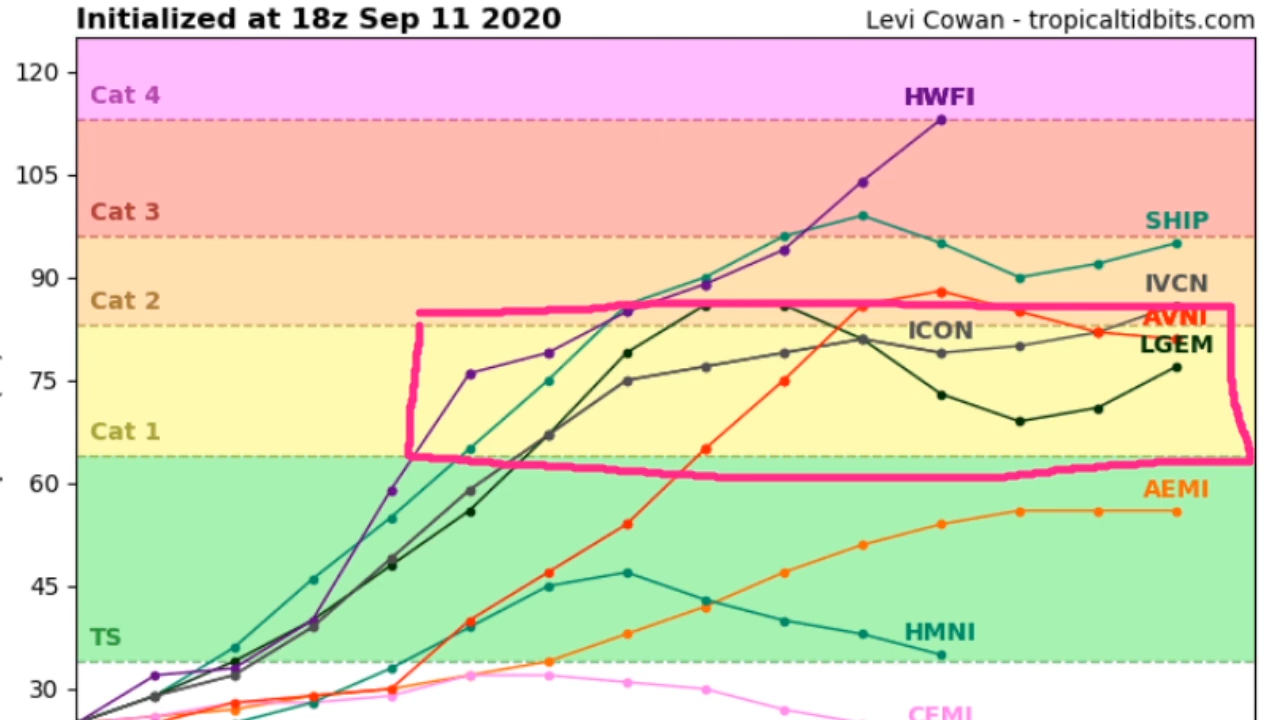 Initialized at 18z Sep 11 2020 Levi Cowan - tropicaltidbits.com
120
Cat 4
HWFI
105
Cat 3
SHIP
90
IVCN
Cat 2
AVNI
ICON
LGEM
75
Cat 1
60
AEMI
45
TS
HMNI
30
CEMI